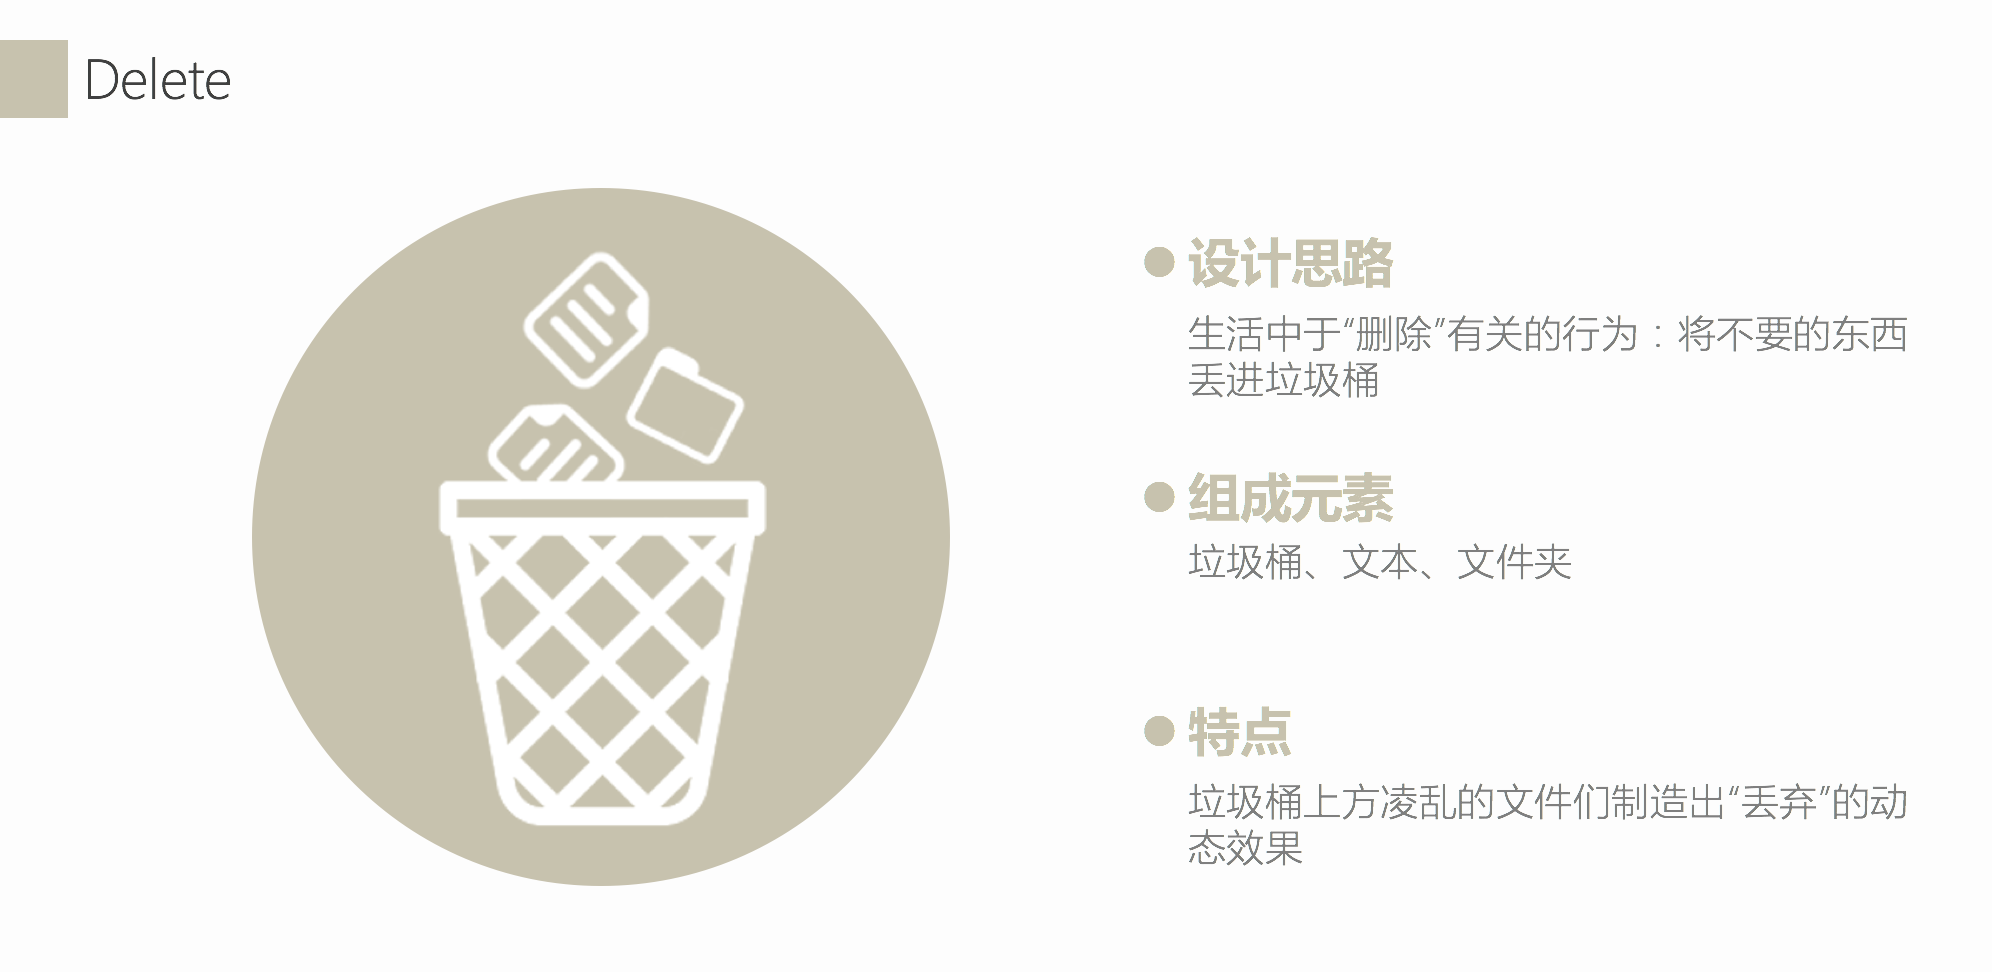 Delete
设计思路
生活中于“删除”有关的行为：将不要的东西
丢进垃圾桶
组成元素
垃圾桶、文本、文件夹
特点
垃圾桶上方凌乱的文件们制造出“丢弃”的动
态效果